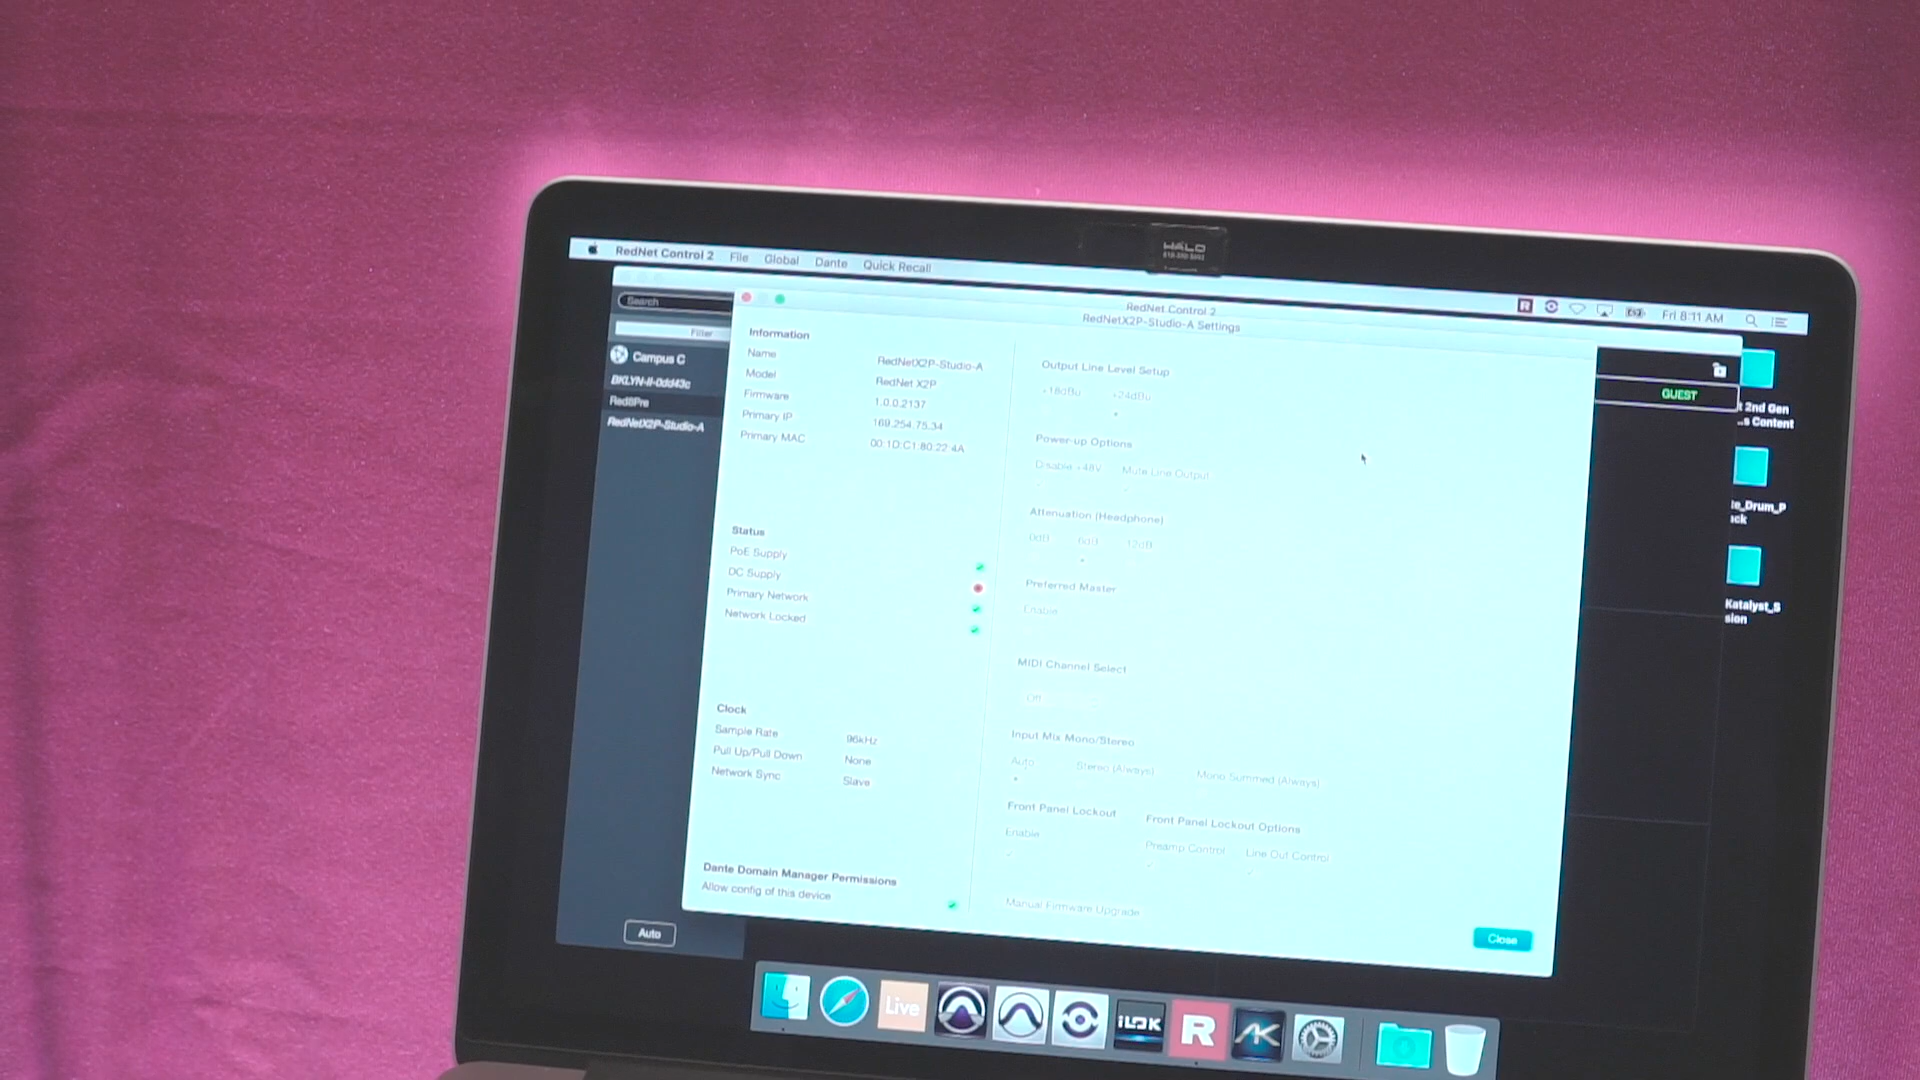 HALO
RedNet Control 2 File Global Dante Quick Recall
Fri 8:11 AM
Search
Filter
Campus C
BKLYN-II-0dd43c
Red8Pre
RedNetX2P-Studio-A
Auto
RedNet Control 2
RedNetX2P-Studio-A Settings
Information
Name RedNetX2P-Studio-A
Model RedNet X2P
Firmware 1.0.0.2137
Primary IP 169.254.75.34
Primary MAC 00:1D:C1:80:22:4A
Status
PoE Supply
DC Supply
Primary Network
Network Locked
Clock
Sample Rate 96kHz
Pull Up/Pull Down None
Network Sync Slave
Dante Domain Manager Permissions
Allow config of this device
Output Line Level Setup
+18dBu +24dBu
Power-up Options
Disable +48V Mute Line Output
Attenuation (Headphone)
0dB 6dB 12dB
Preferred Master
Enable
MIDI Channel Select
Off
Input Mix Mono/Stereo
Auto Stereo (Always) Mono Summed (Always)
Front Panel Lockout Front Panel Lockout Options
Enable Preamp Control Line Out Control
Manual Firmware Upgrade
Close
GUEST
t 2nd Gen
...s Content
te_Drum_P
ack
Katalyst_S
sion
Live
iLOK
R
AK